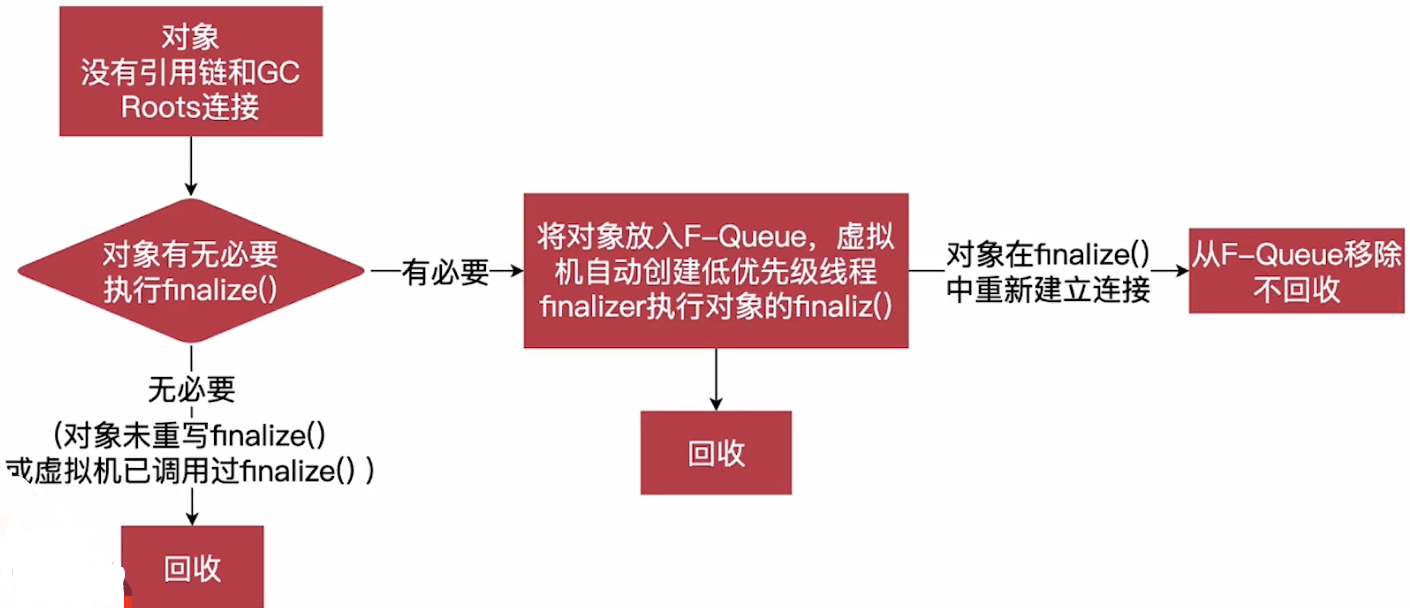 对象
没有引用链和GC
Roots连接
对象有无必要
执行finalize()
有必要
将对象放入F-Queue，虚拟
机自动创建低优先级线程
finalizer执行对象的finaliz()
对象在finalize()
中重新建立连接
从F-Queue移除
不回收
无必要
(对象未重写finalize()
或虚拟机已调用过finalize() )
回收
回收